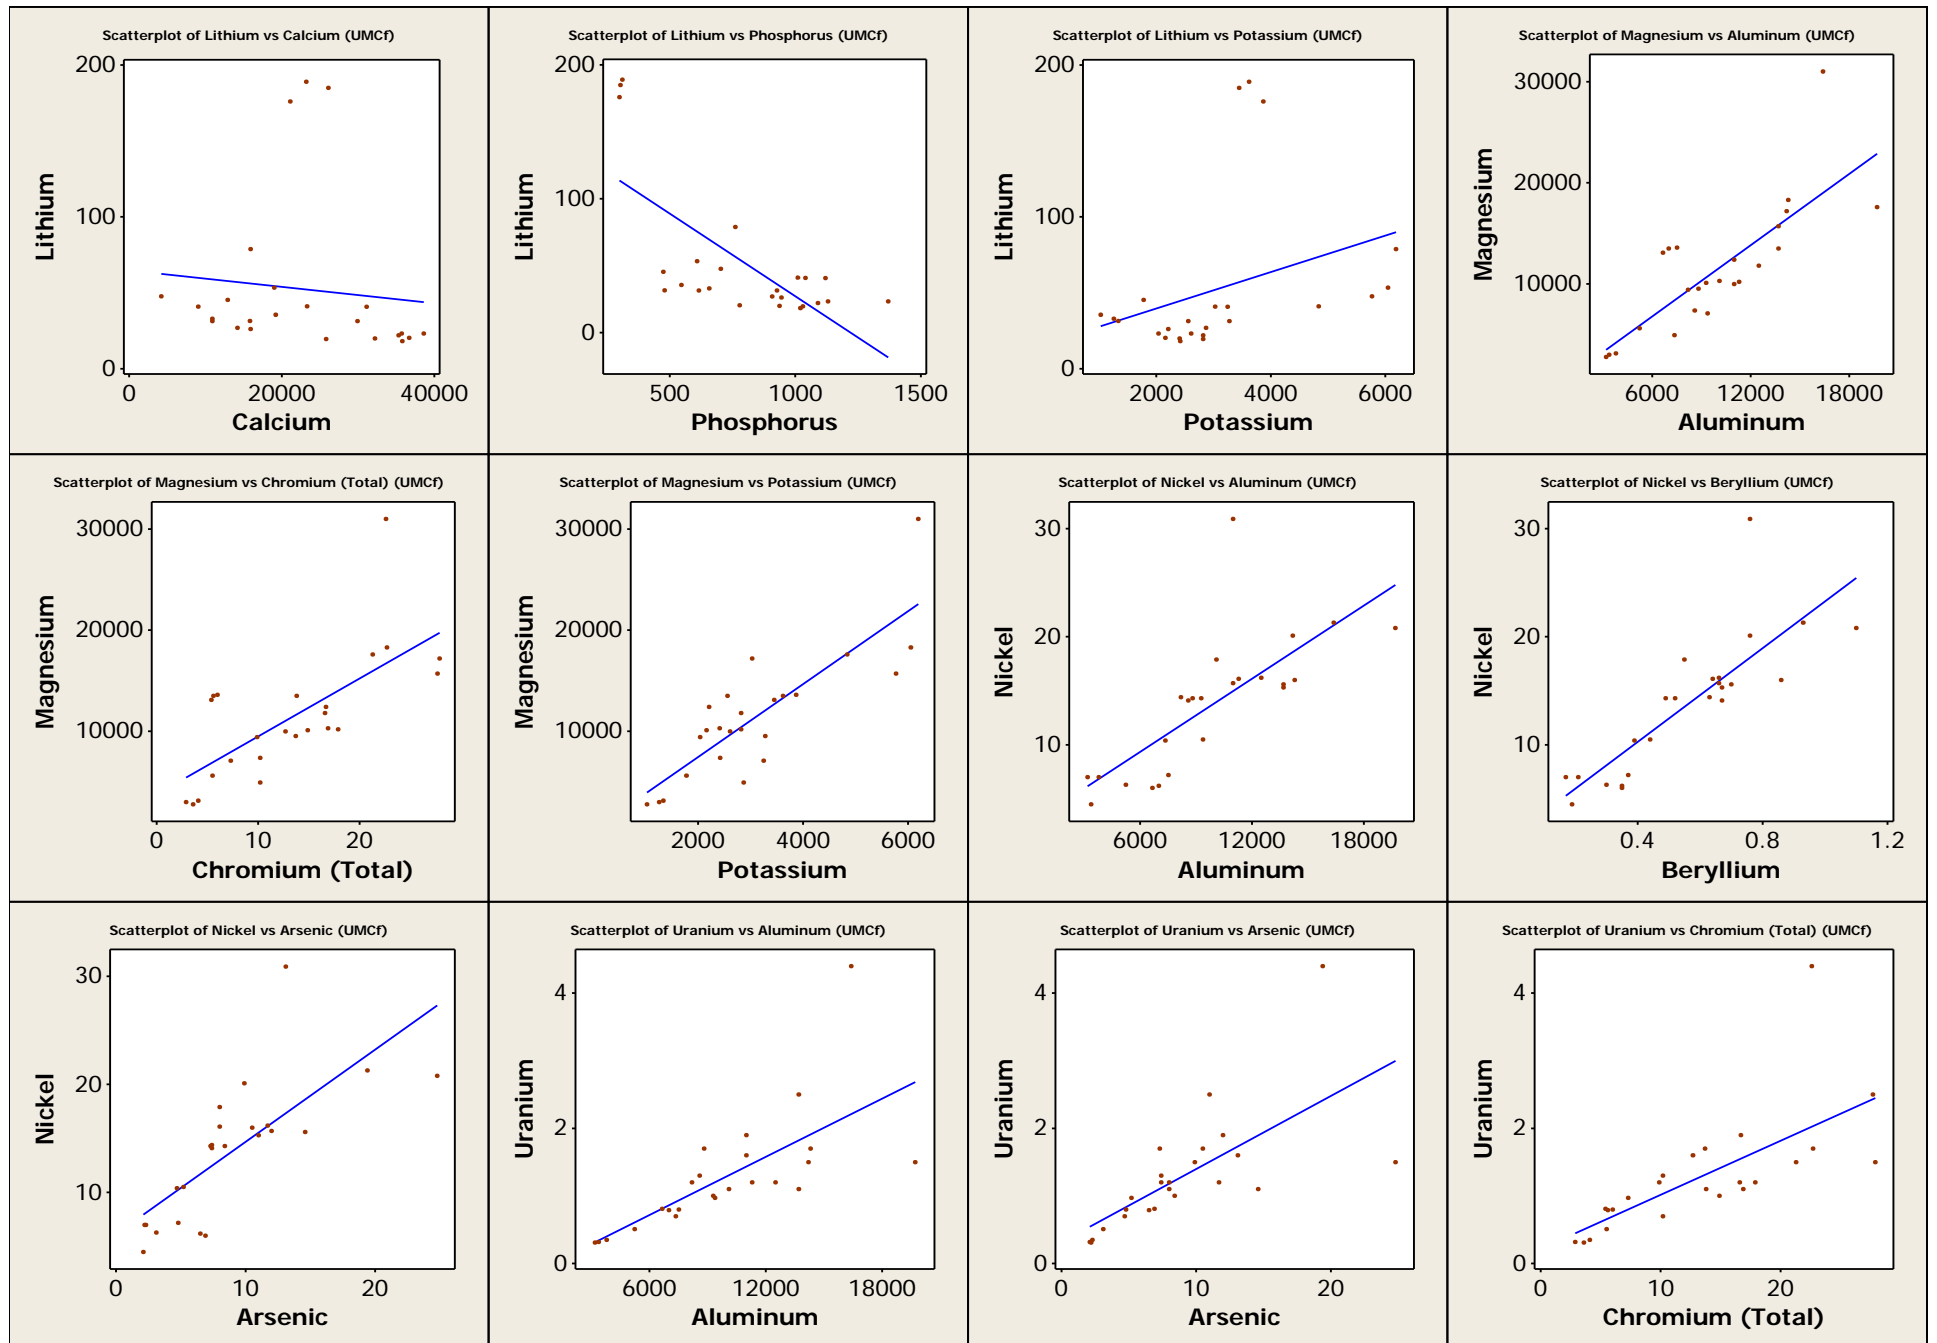 Scatterplot of Lithium vs Calcium (UMCf)
200
100
0
Lithium
0 20000 40000
Calcium
Scatterplot of Lithium vs Phosphorus (UMCf)
200
100
0
Lithium
500 1000 1500
Phosphorus
Scatterplot of Lithium vs Potassium (UMCf)
200
100
0
Lithium
2000 4000 6000
Potassium
Scatterplot of Magnesium vs Aluminum (UMCf)
30000
20000
10000
Magnesium
6000 12000 18000
Aluminum
Scatterplot of Magnesium vs Chromium (Total) (UMCf)
30000
20000
10000
Magnesium
0 10 20
Chromium (Total)
Scatterplot of Magnesium vs Potassium (UMCf)
30000
20000
10000
Magnesium
2000 4000 6000
Potassium
Scatterplot of Nickel vs Aluminum (UMCf)
30
20
10
Nickel
6000 12000 18000
Aluminum
Scatterplot of Nickel vs Beryllium (UMCf)
30
20
10
Nickel
0.4 0.8 1.2
Beryllium
Scatterplot of Nickel vs Arsenic (UMCf)
30
20
10
Nickel
0 10 20
Arsenic
Scatterplot of Uranium vs Aluminum (UMCf)
4
2
0
Uranium
6000 12000 18000
Aluminum
Scatterplot of Uranium vs Arsenic (UMCf)
4
2
0
Uranium
0 10 20
Arsenic
Scatterplot of Uranium vs Chromium (Total) (UMCf)
4
2
0
Uranium
0 10 20
Chromium (Total)